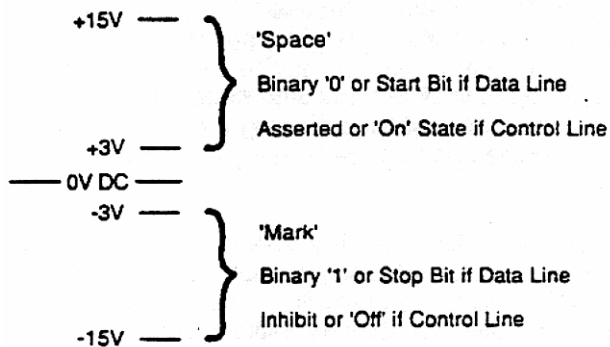 +15V
'Space'
Binary '0' or Start Bit if Data Line
Asserted or 'On' State if Control Line
+3V
0V DC
-3V
'Mark'
Binary '1' or Stop Bit if Data Line
Inhibit or 'Off' if Control Line
-15V